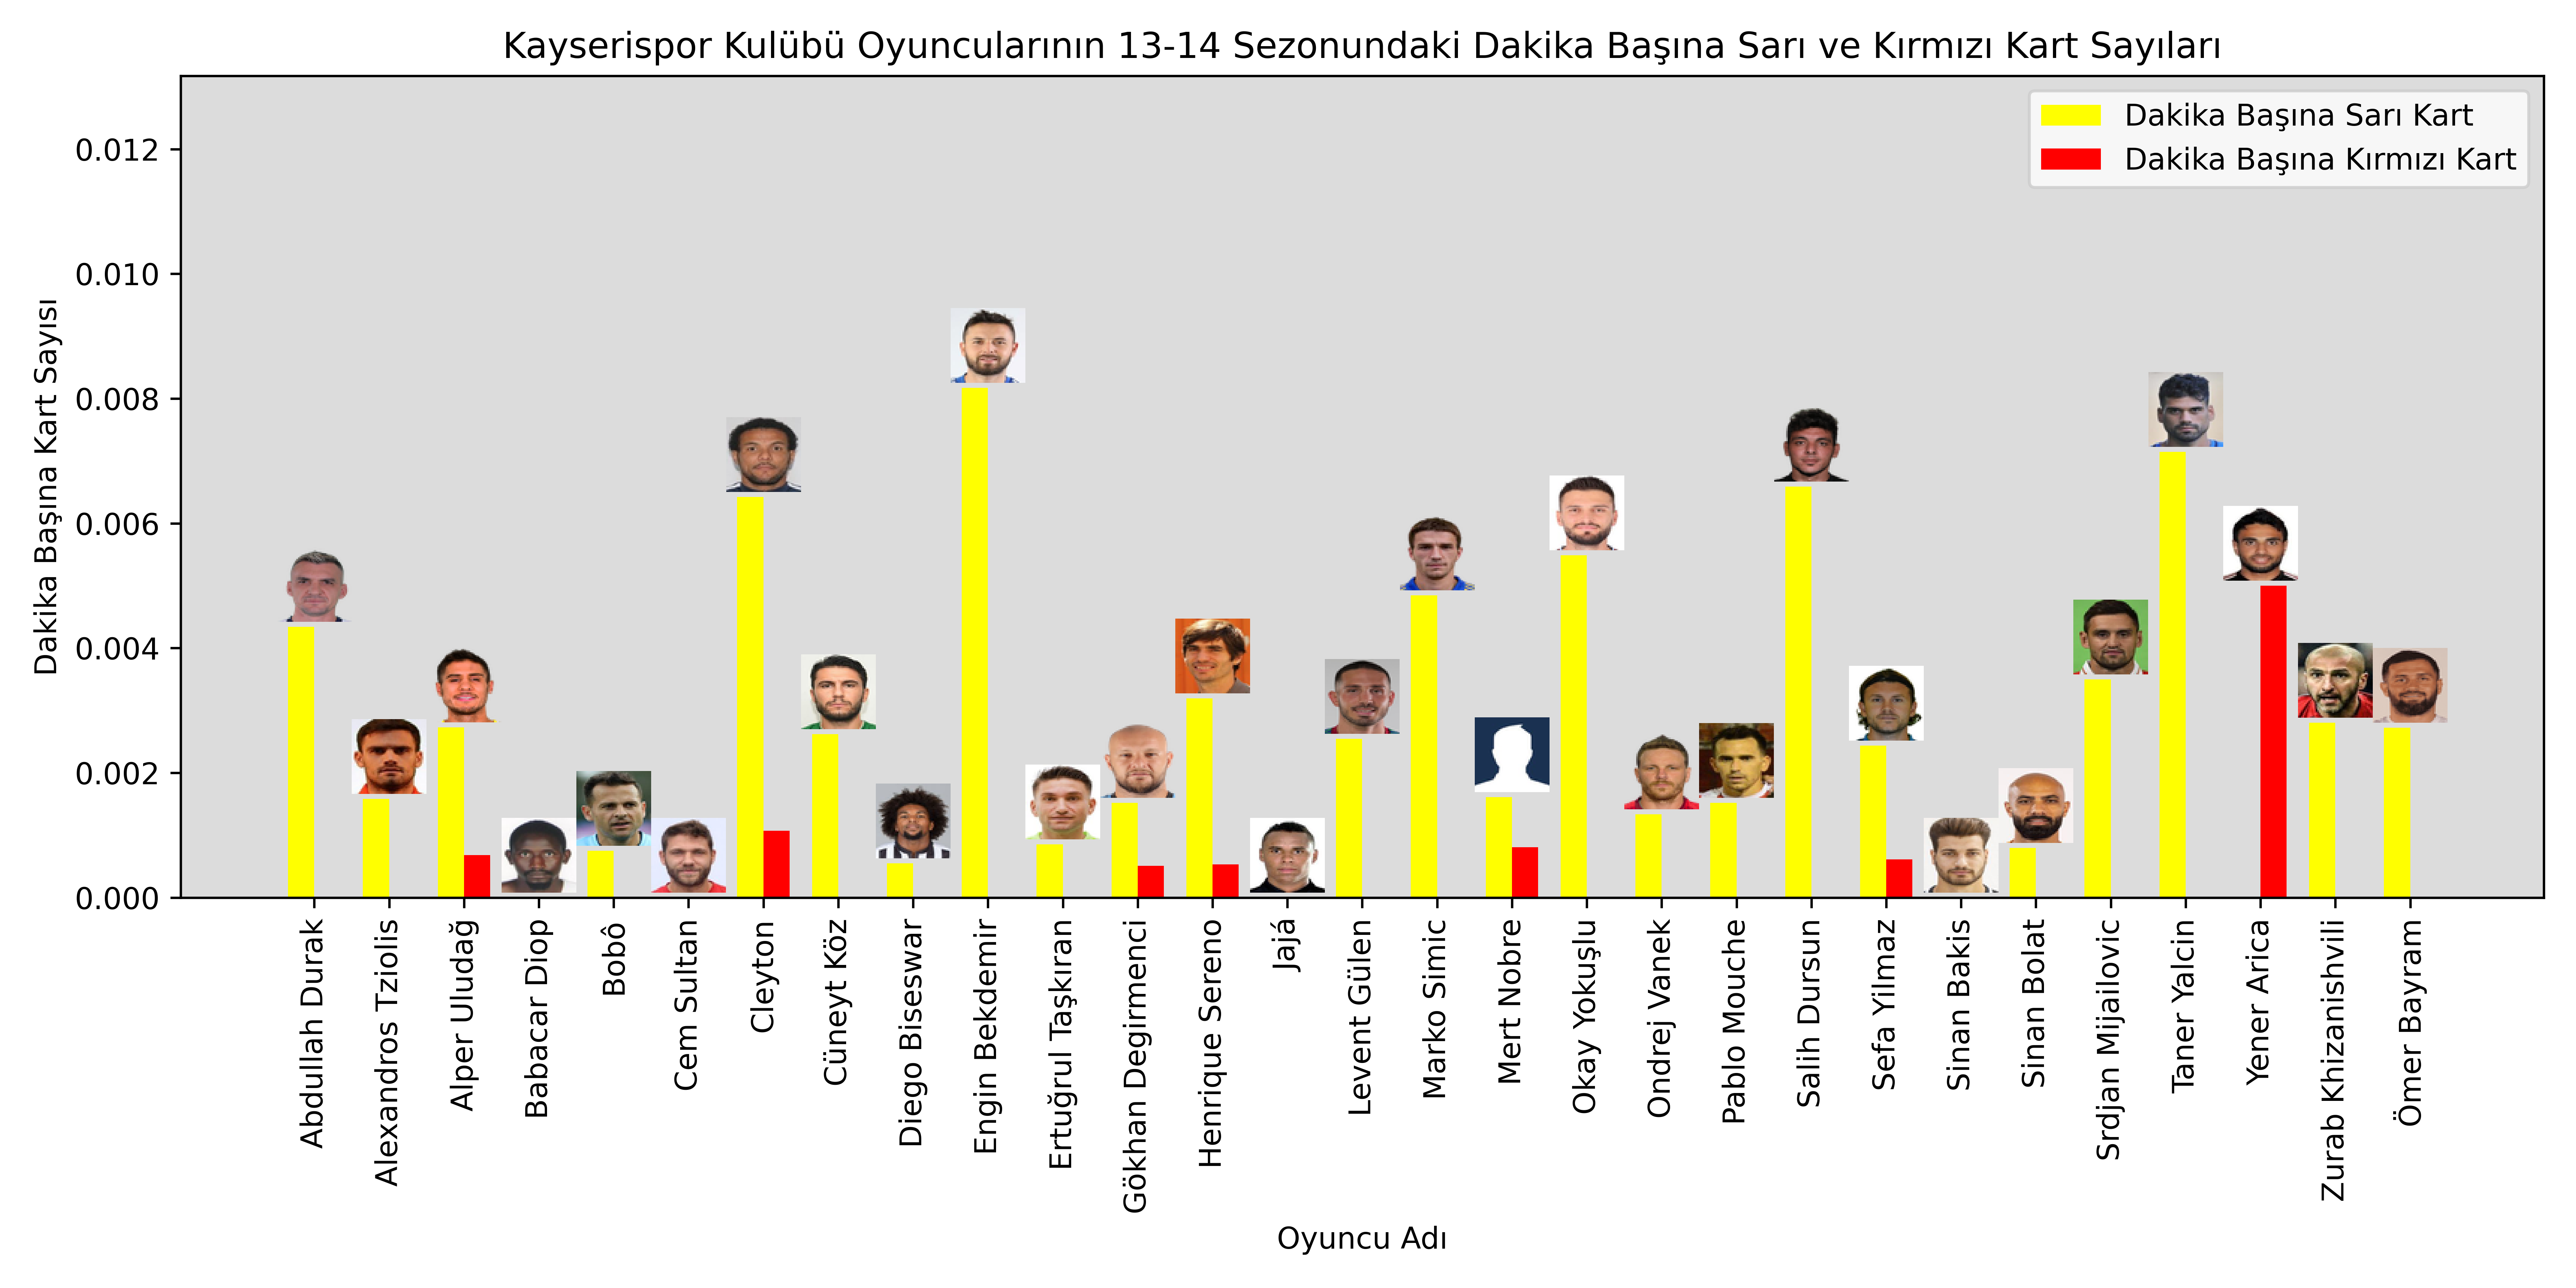 Kayserispor Kulübü Oyuncularının 13-14 Sezonundaki Dakika Başına Sarı ve Kırmızı Kart Sayıları
Dakika Başına Sarı Kart
Dakika Başına Kırmızı Kart
Dakika Başına Kart Sayısı
0.012
0.010
0.008
0.006
0.004
0.002
0.000
Abdullah Durak
Alexandros Tziolis
Alper Uludağ
Babacar Diop
Bobô
Cem Sultan
Cleyton
Cüneyt Köz
Diego Biseswar
Engin Bekdemir
Ertuğrul Taşkıran
Gökhan Degirmenci
Henrique Sereno
Jajá
Levent Gülen
Marko Simic
Mert Nobre
Okay Yokuşlu
Ondrej Vanek
Pablo Mouche
Salih Dursun
Sefa Yilmaz
Sinan Bakis
Sinan Bolat
Srdjan Mijailovic
Taner Yalcin
Yener Arica
Zurab Khizanishvili
Ömer Bayram
Oyuncu Adı